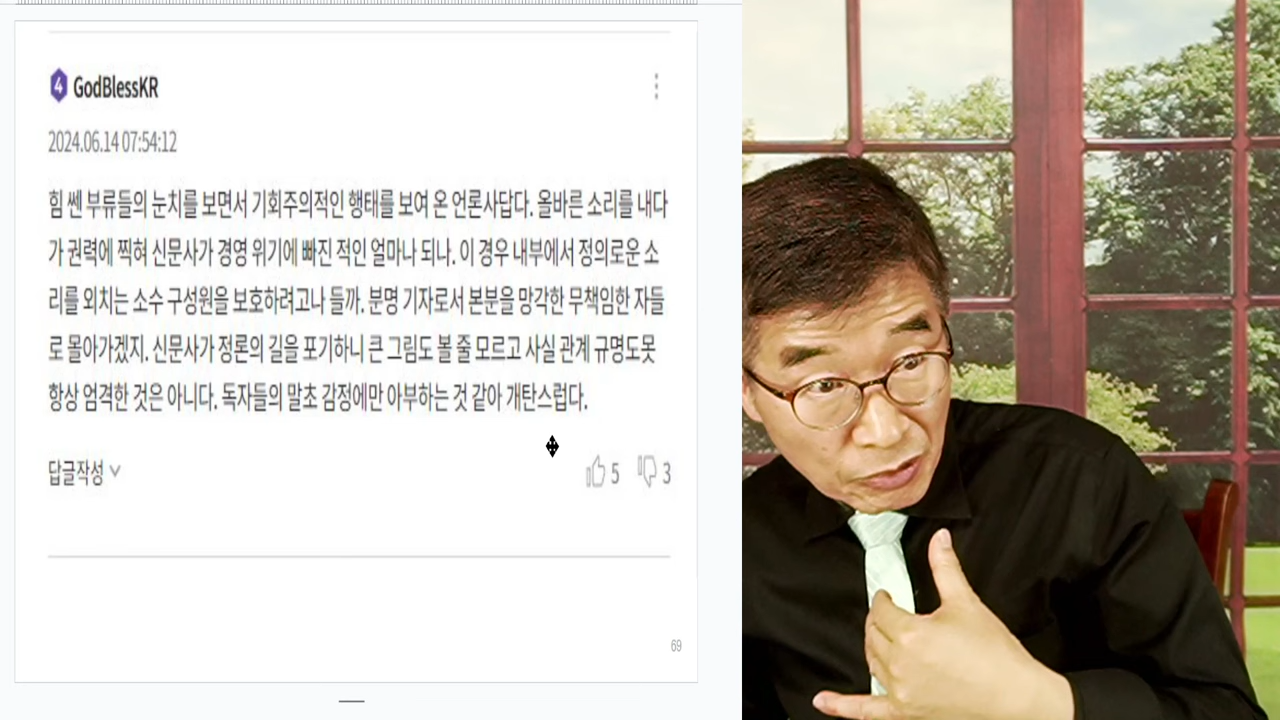 4 GodBlessKR
2024.06.14 07:54:12
힘 쎈 부류들의 눈치를 보면서 기회주의적인 행태를 보여 온 언론사답다. 올바른 소리를 내다
가 권력에 찍혀 신문사가 경영 위기에 빠진 적인 얼마나 되나. 이 경우 내부에서 정의로운 소
리를 외치는 소수 구성원을 보호하려고나 들까. 분명 기자로서 본분을 망각한 무책임한 자들
로 몰아가겠지. 신문사가 정론의 길을 포기하니 큰 그림도 볼 줄 모르고 사실 관계 규명도못
항상 엄격한 것은 아니다. 독자들의 말초 감정에만 아부하는 것 같아 개탄스럽다.
답글작성 5 3
69